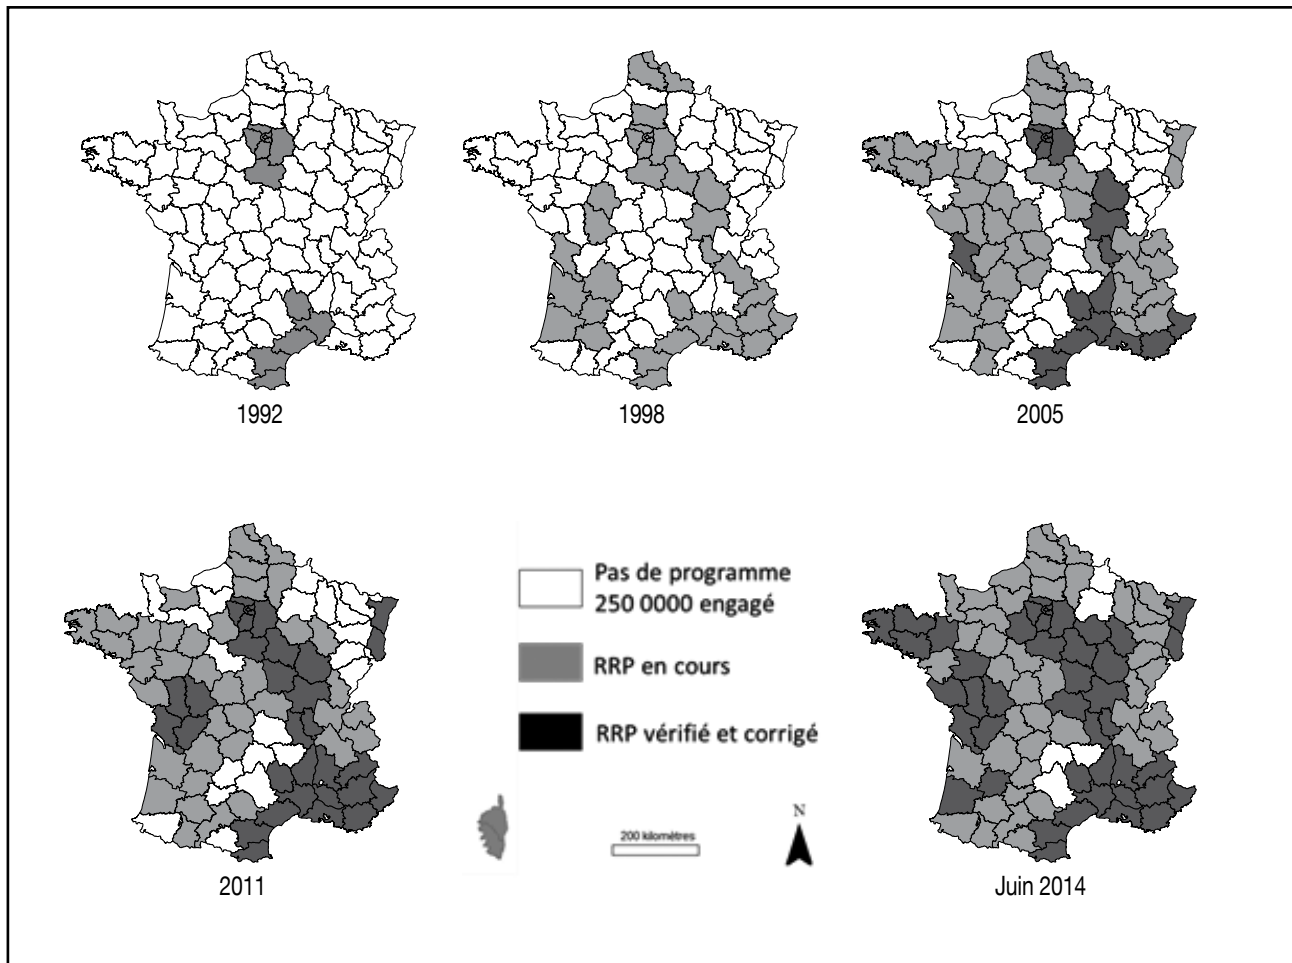 1992
1998
2005
2011
Pas de programme
250 0000 engagé
RRP en cours
RRP vérifié et corrigé
200 kilomètres
N
Juin 2014